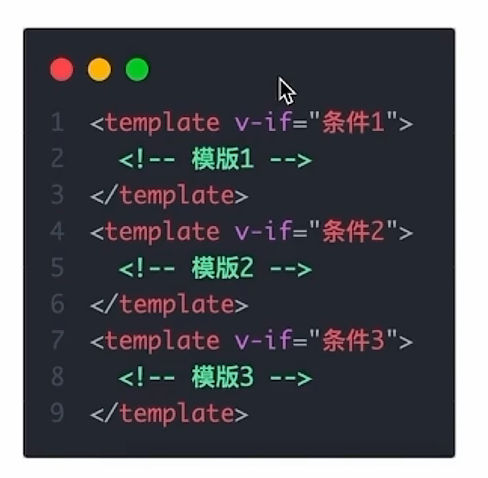 1 <template v-if="条件1">
2 <!-- 模版1 -->
3 </template>
4 <template v-if="条件2">
5 <!-- 模版2 -->
6 </template>
7 <template v-if="条件3">
8 <!-- 模版3 -->
9 </template>